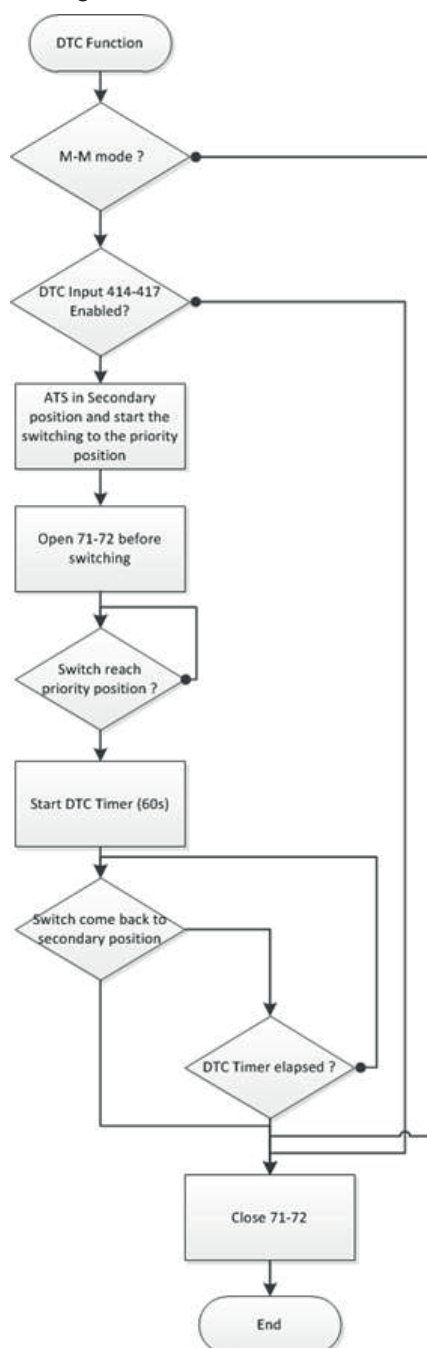 DTC Function
M-M mode ?
DTC Input 414-417
Enabled?
ATS in Secondary
position and start the
switching to the priority
position
Open 71-72 before
switching
Switch reach
priority position ?
Start DTC Timer (60s)
Switch come back to
secondary position
DTC Timer elapsed ?
Close 71-72
End